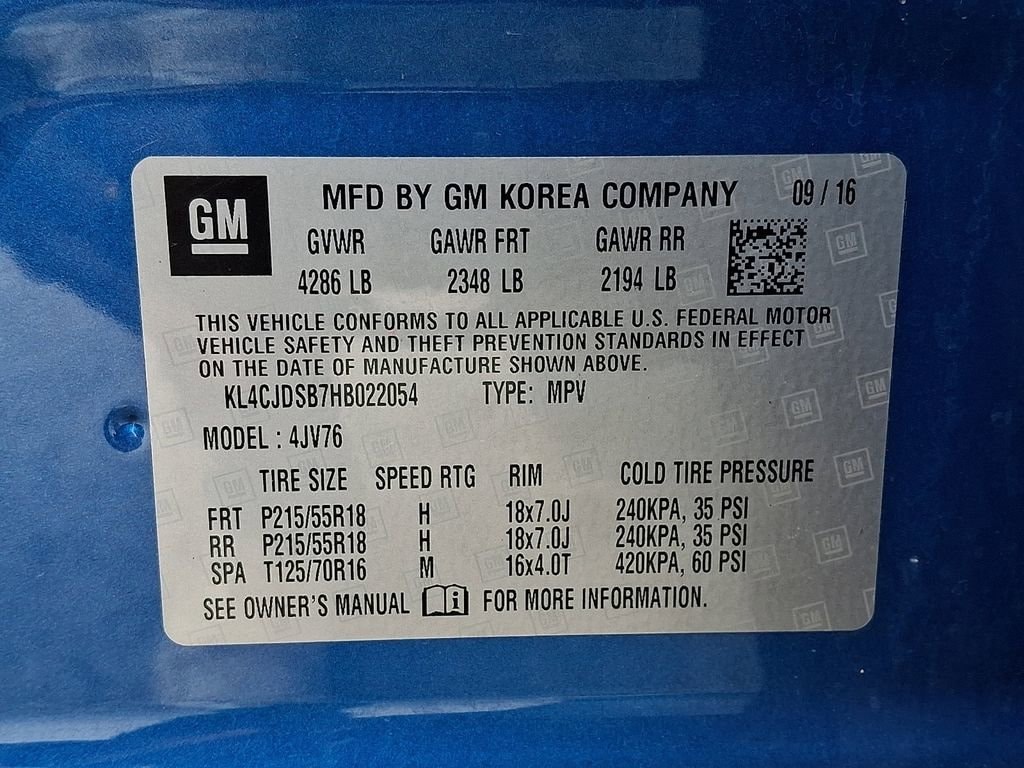 GM
MFD BY GM KOREA COMPANY 09 / 16
GVWR GAWR FRT GAWR RR
4286 LB 2348 LB 2194 LB
THIS VEHICLE CONFORMS TO ALL APPLICABLE U.S. FEDERAL MOTOR
VEHICLE SAFETY AND THEFT PREVENTION STANDARDS IN EFFECT
ON THE DATE OF MANUFACTURE SHOWN ABOVE.
KL4CJDSB7HB022054 TYPE: MPV
MODEL : 4JV76
TIRE SIZE SPEED RTG RIM COLD TIRE PRESSURE
FRT P215/55R18 H 18x7.0J 240KPA, 35 PSI
RR P215/55R18 H 18x7.0J 240KPA, 35 PSI
SPA T125/70R16 M 16x4.0T 420KPA, 60 PSI
SEE OWNER'S MANUAL i FOR MORE INFORMATION.